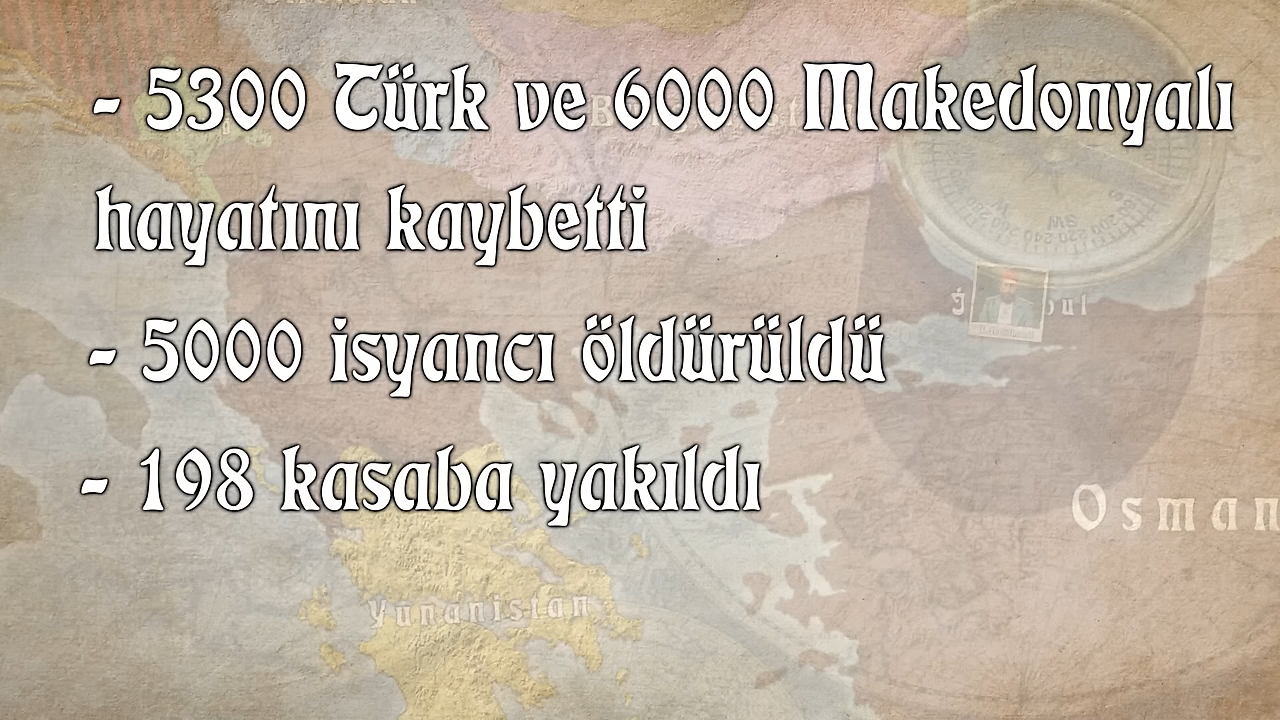 - 5300 Türk ve 6000 Makedonyalı
hayatını kaybetti
- 5000 isyancı öldürüldü
- 198 kasaba yakıldı
Osman
Yunanistan